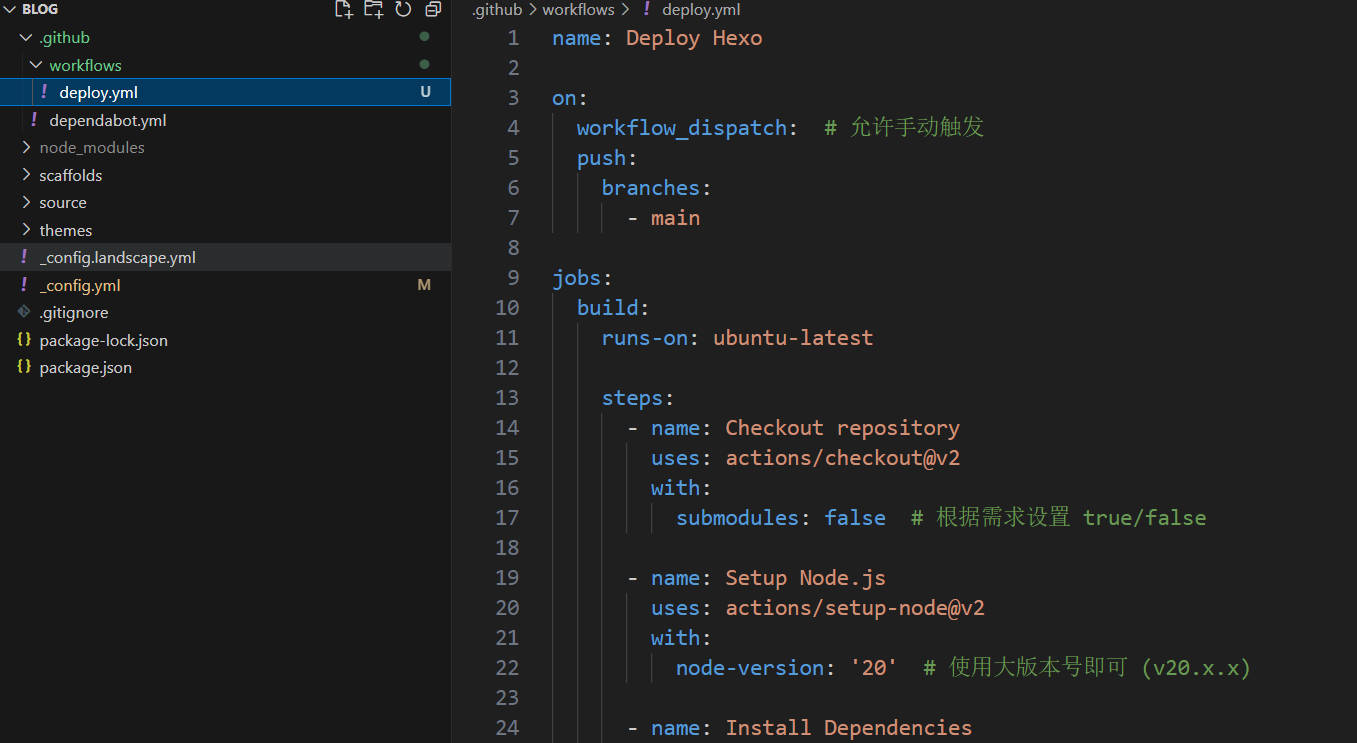 BLOG
.github
workflows
! deploy.yml U
! dependabot.yml
node_modules
scaffolds
source
themes
! _config.landscape.yml
! _config.yml M
.gitignore
{} package-lock.json
{} package.json
.github > workflows > ! deploy.yml
1 name: Deploy Hexo
2
3 on:
4 workflow_dispatch: # 允许手动触发
5 push:
6 branches:
7 - main
8
9 jobs:
10 build:
11 runs-on: ubuntu-latest
12
13 steps:
14 - name: Checkout repository
15 uses: actions/checkout@v2
16 with:
17 submodules: false # 根据需求设置 true/false
18
19 - name: Setup Node.js
20 uses: actions/setup-node@v2
21 with:
22 node-version: '20' # 使用大版本号即可 (v20.x.x)
23
24 - name: Install Dependencies